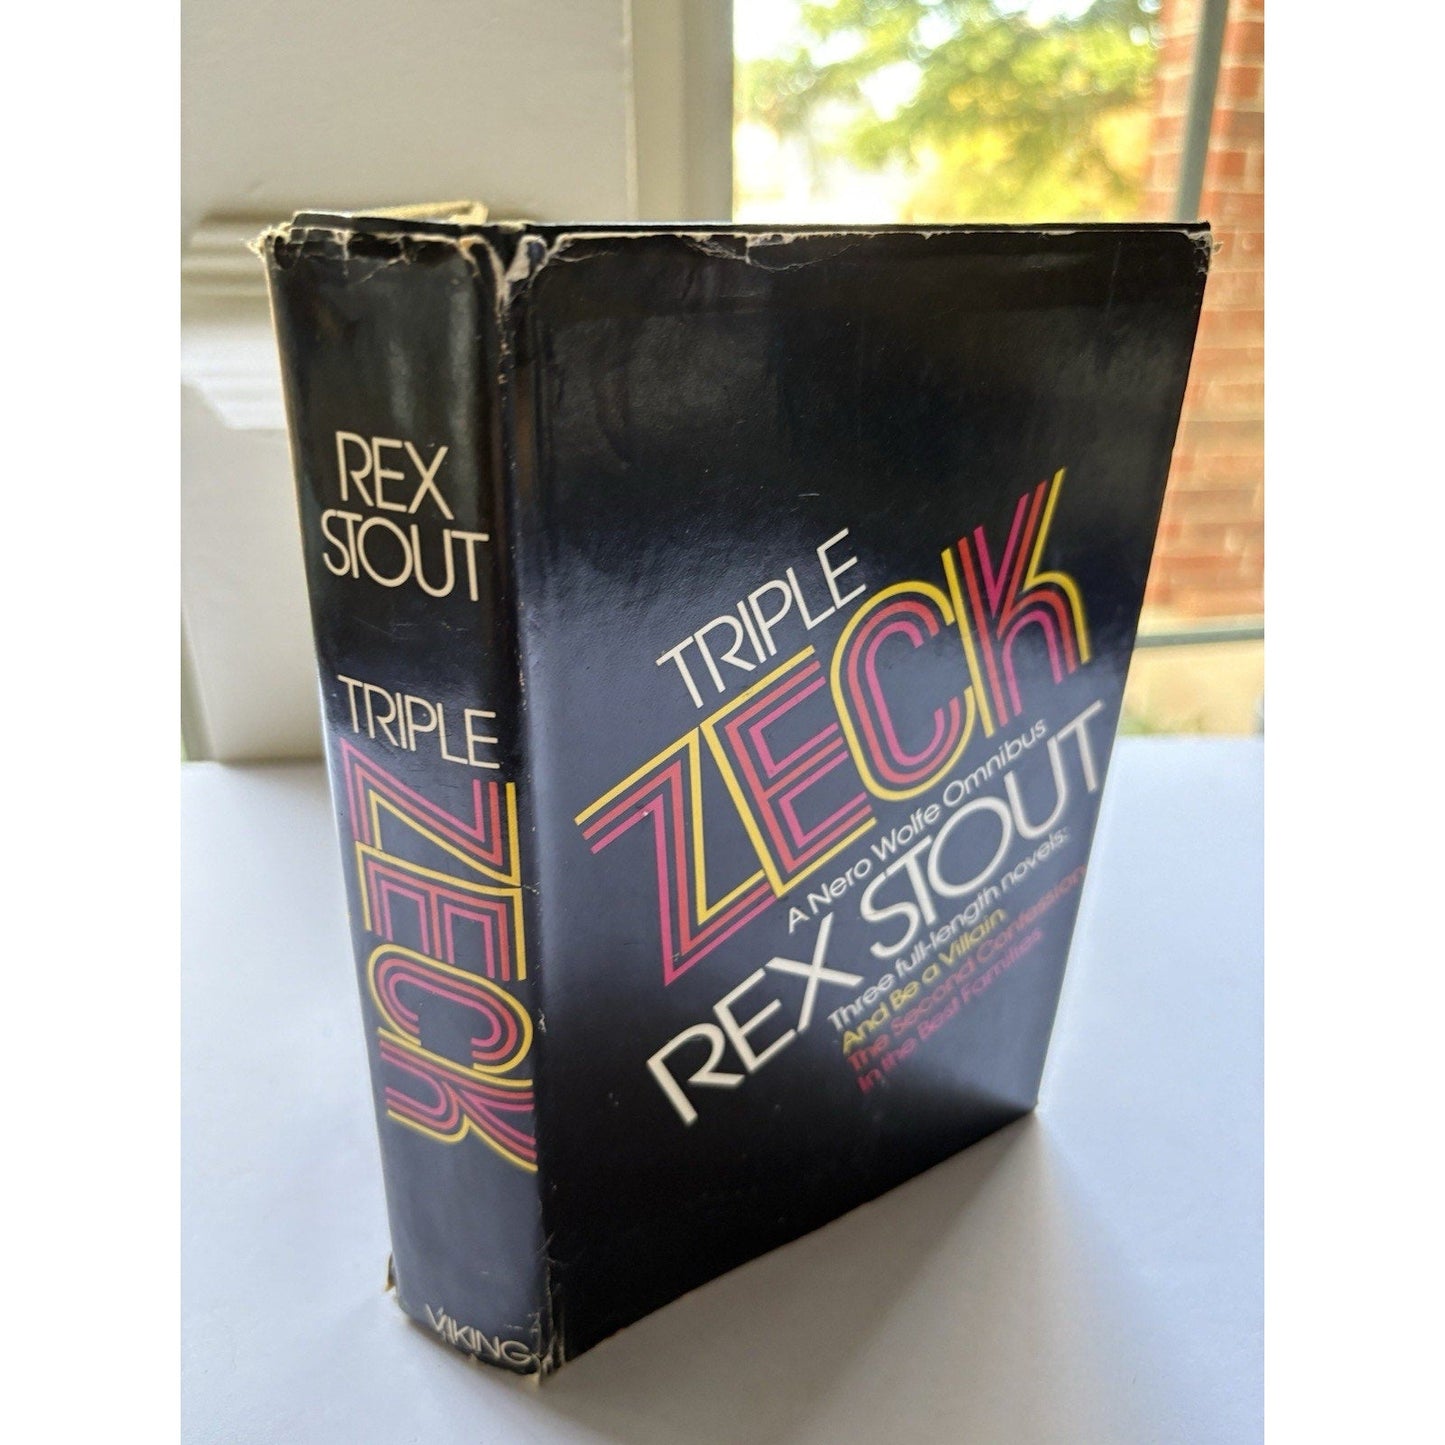 REX
STOUT
TRIPLE
ZECK
VIKING
TRIPLE
ZECK
A Nero Wolfe Omnibus
REX STOUT
Three full-length novels:
And Be a Villain
The Second Confession
In the Best Families